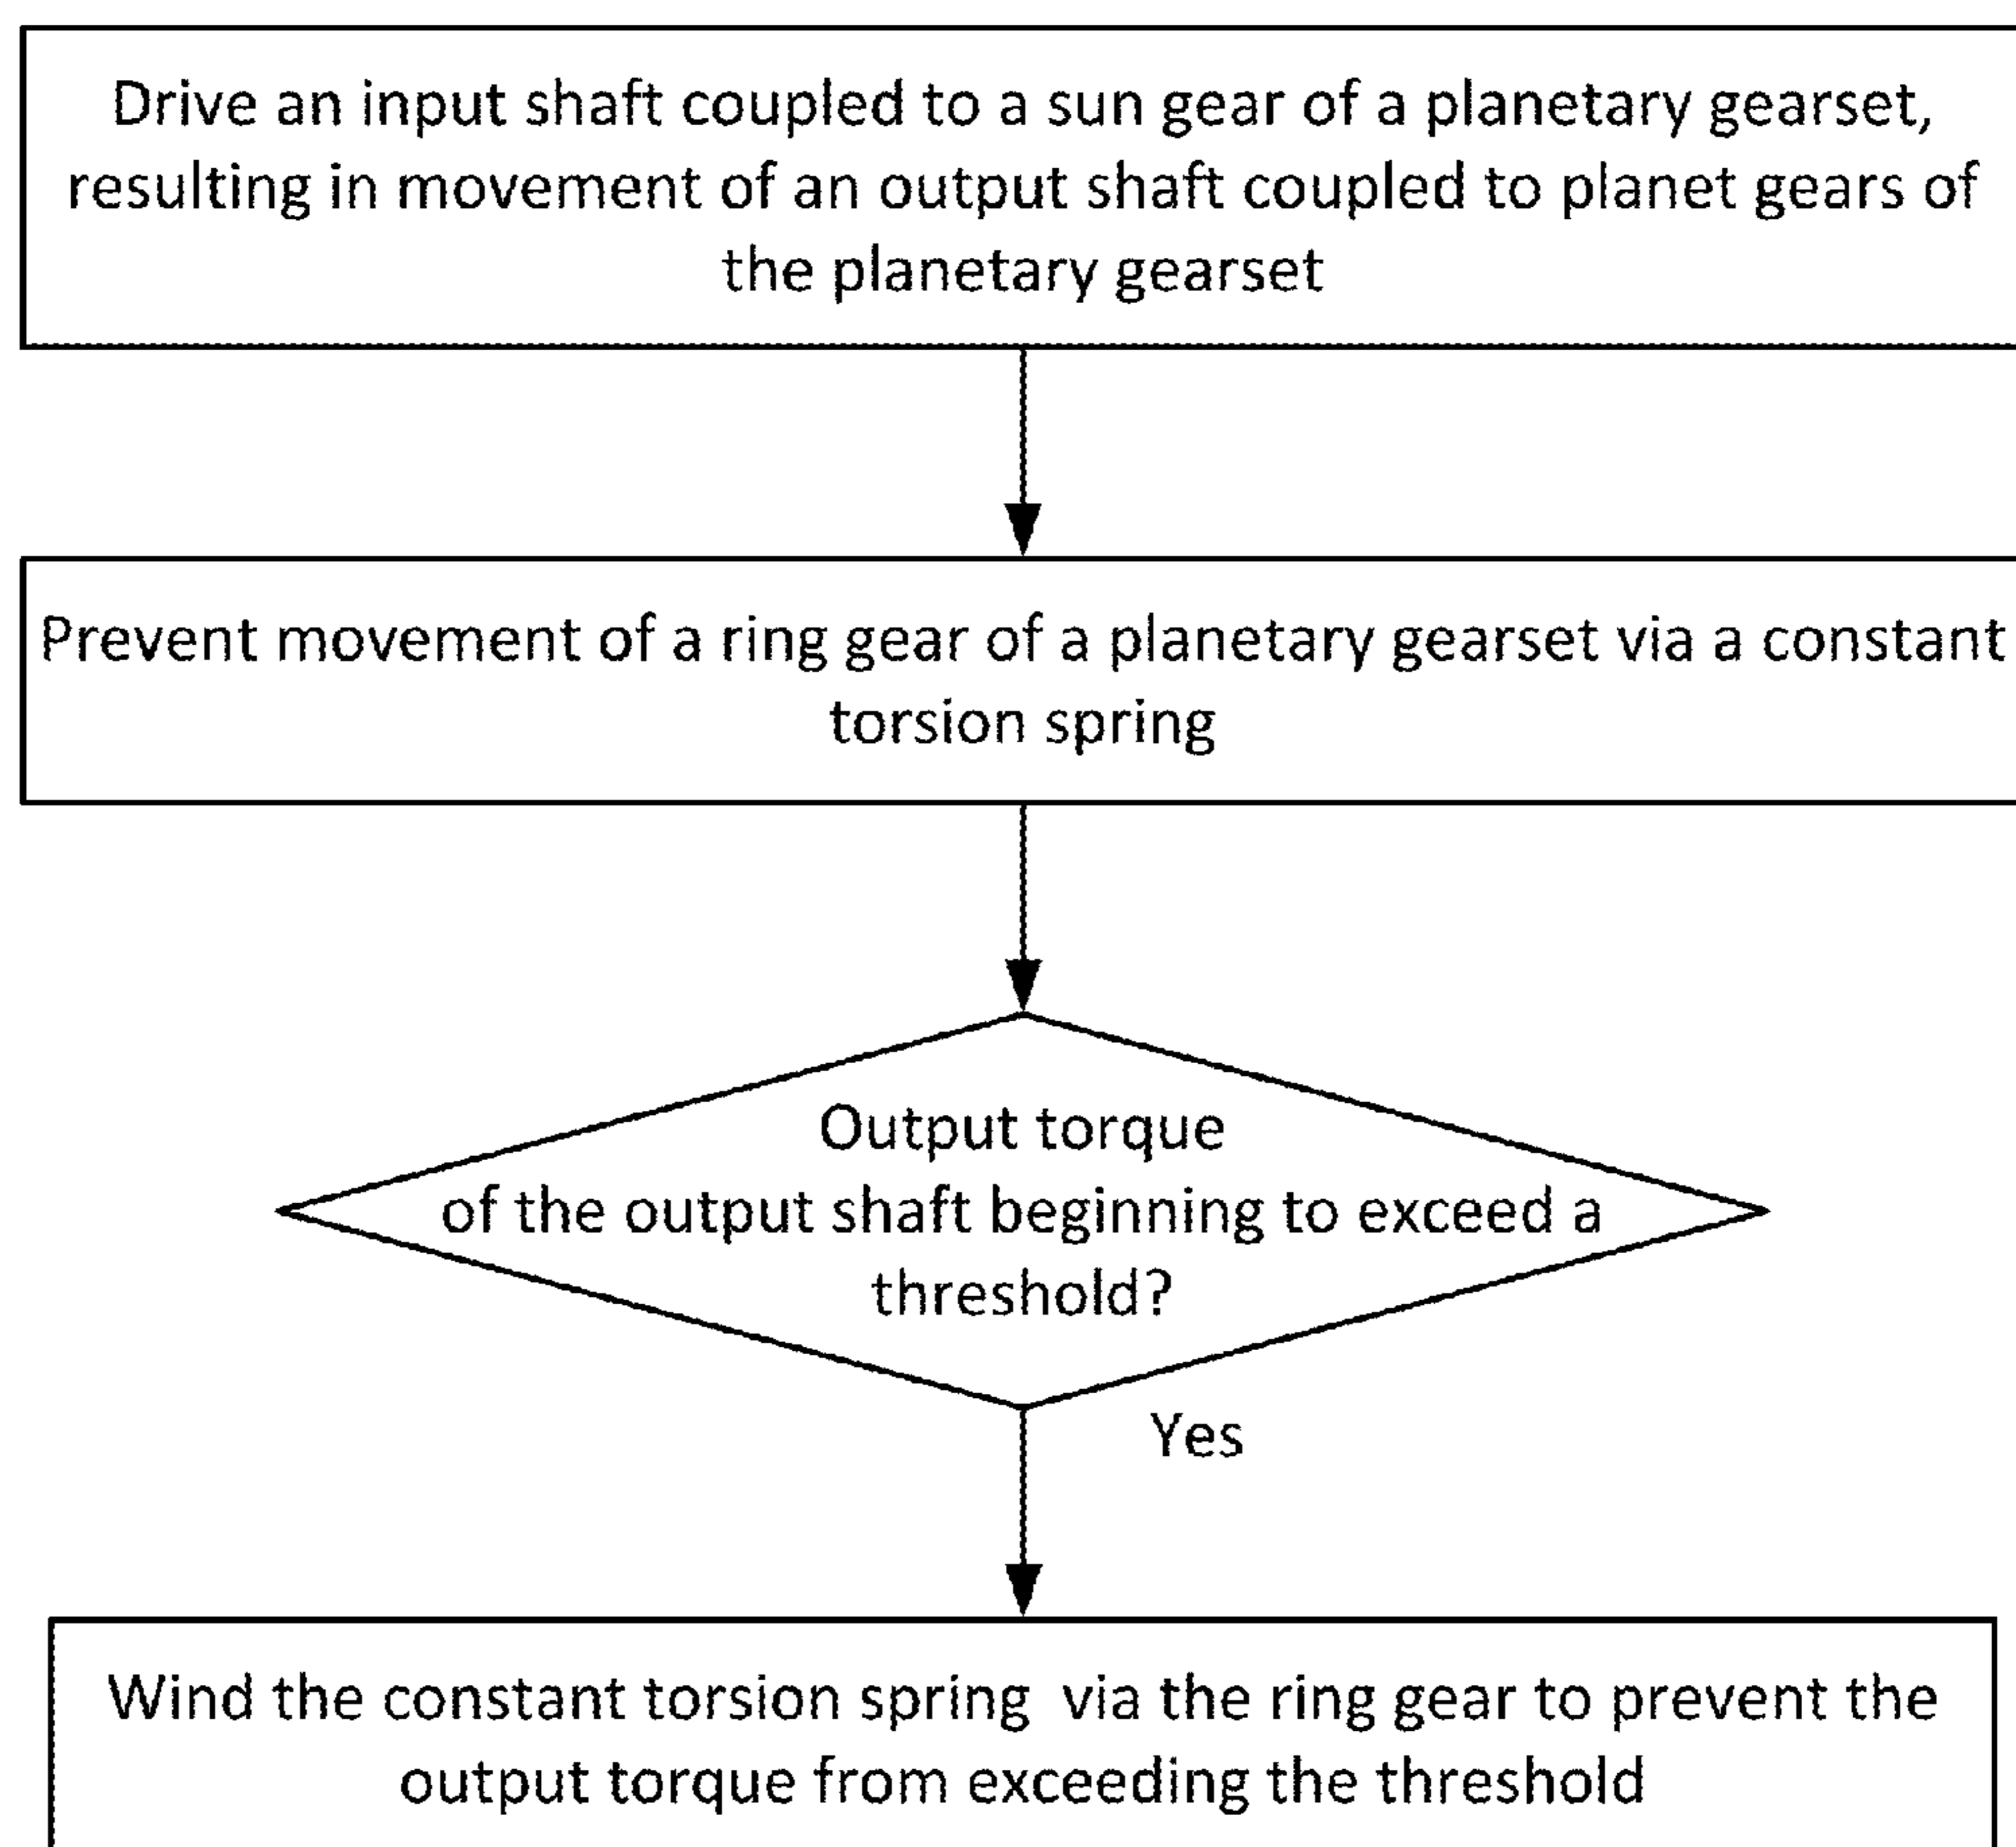 Drive an input shaft coupled to a sun gear of a planetary gearset,
resulting in movement of an output shaft coupled to planet gears of
the planetary gearset
Prevent movement of a ring gear of a planetary gearset via a constant
torsion spring
Output torque
of the output shaft beginning to exceed a
threshold?
Yes
Wind the constant torsion spring via the ring gear to prevent the
output torque from exceeding the threshold